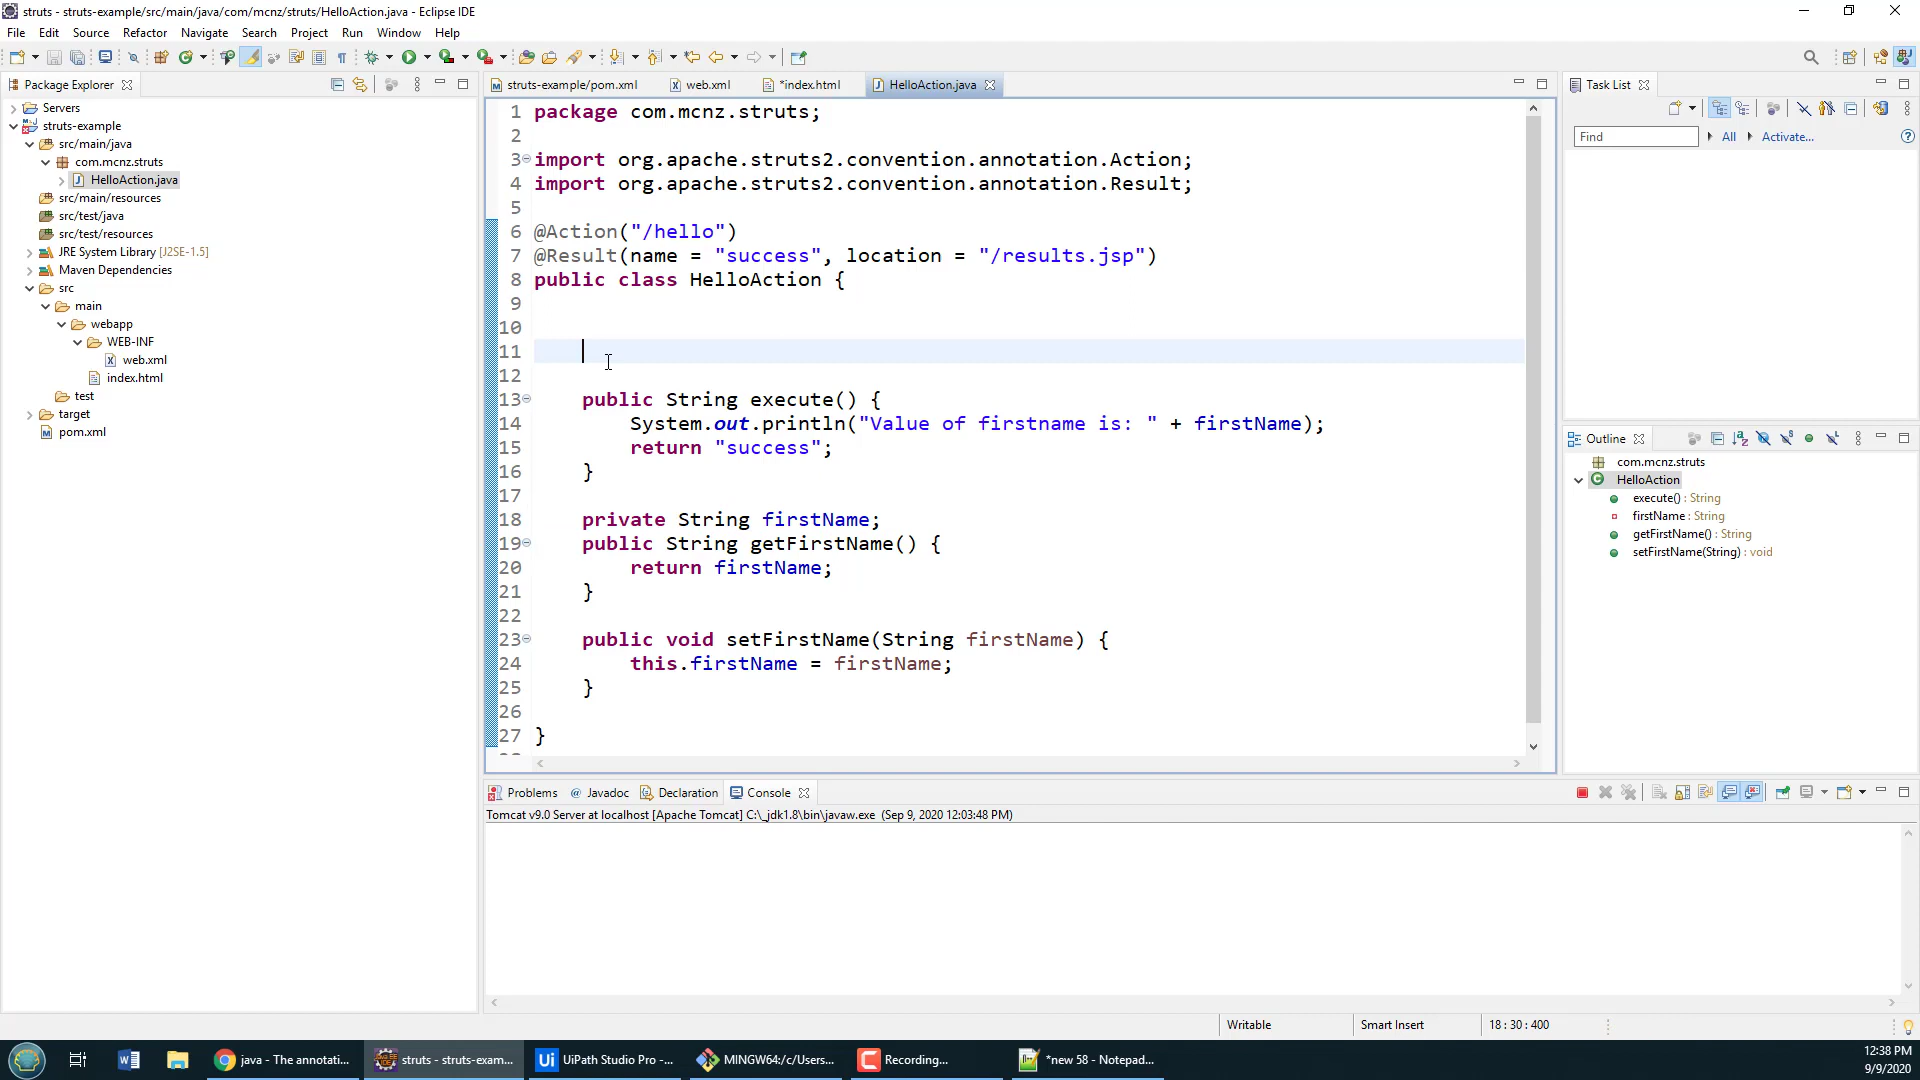 struts - struts-example/src/main/java/com/mcnz/struts/HelloAction.java - Eclipse IDE
File Edit Source Refactor Navigate Search Project Run Window Help
Package Explorer
Servers
struts-example
src/main/java
com.mcnz.struts
HelloAction.java
src/main/resources
src/test/java
src/test/resources
JRE System Library [J2SE-1.5]
Maven Dependencies
src
main
webapp
WEB-INF
web.xml
index.html
test
target
pom.xml
struts-example/pom.xml web.xml *index.html HelloAction.java
1 package com.mcnz.struts;
2
3 import org.apache.struts2.convention.annotation.Action;
4 import org.apache.struts2.convention.annotation.Result;
5
6 @Action("/hello")
7 @Result(name = "success", location = "/results.jsp")
8 public class HelloAction {
9
10
11
12
13 public String execute() {
14 System.out.println("Value of firstname is: " + firstName);
15 return "success";
16 }
17
18 private String firstName;
19 public String getFirstName() {
20 return firstName;
21 }
22
23 public void setFirstName(String firstName) {
24 this.firstName = firstName;
25 }
26
27 }
Task List
Find All Activate...
Outline
com.mcnz.struts
HelloAction
execute() : String
firstName : String
getFirstName() : String
setFirstName(String) : void
Problems @ Javadoc Declaration Console
Tomcat v9.0 Server at localhost [Apache Tomcat] C:\_jdk1.8\bin\javaw.exe (Sep 9, 2020 12:03:48 PM)
Writable Smart Insert 18 : 30 : 400
java - The annotati... struts - struts-exam... Ui UiPath Studio Pro -... MINGW64:/c/Users... Recording... *new 58 - Notepad...
12:38 PM
9/9/2020